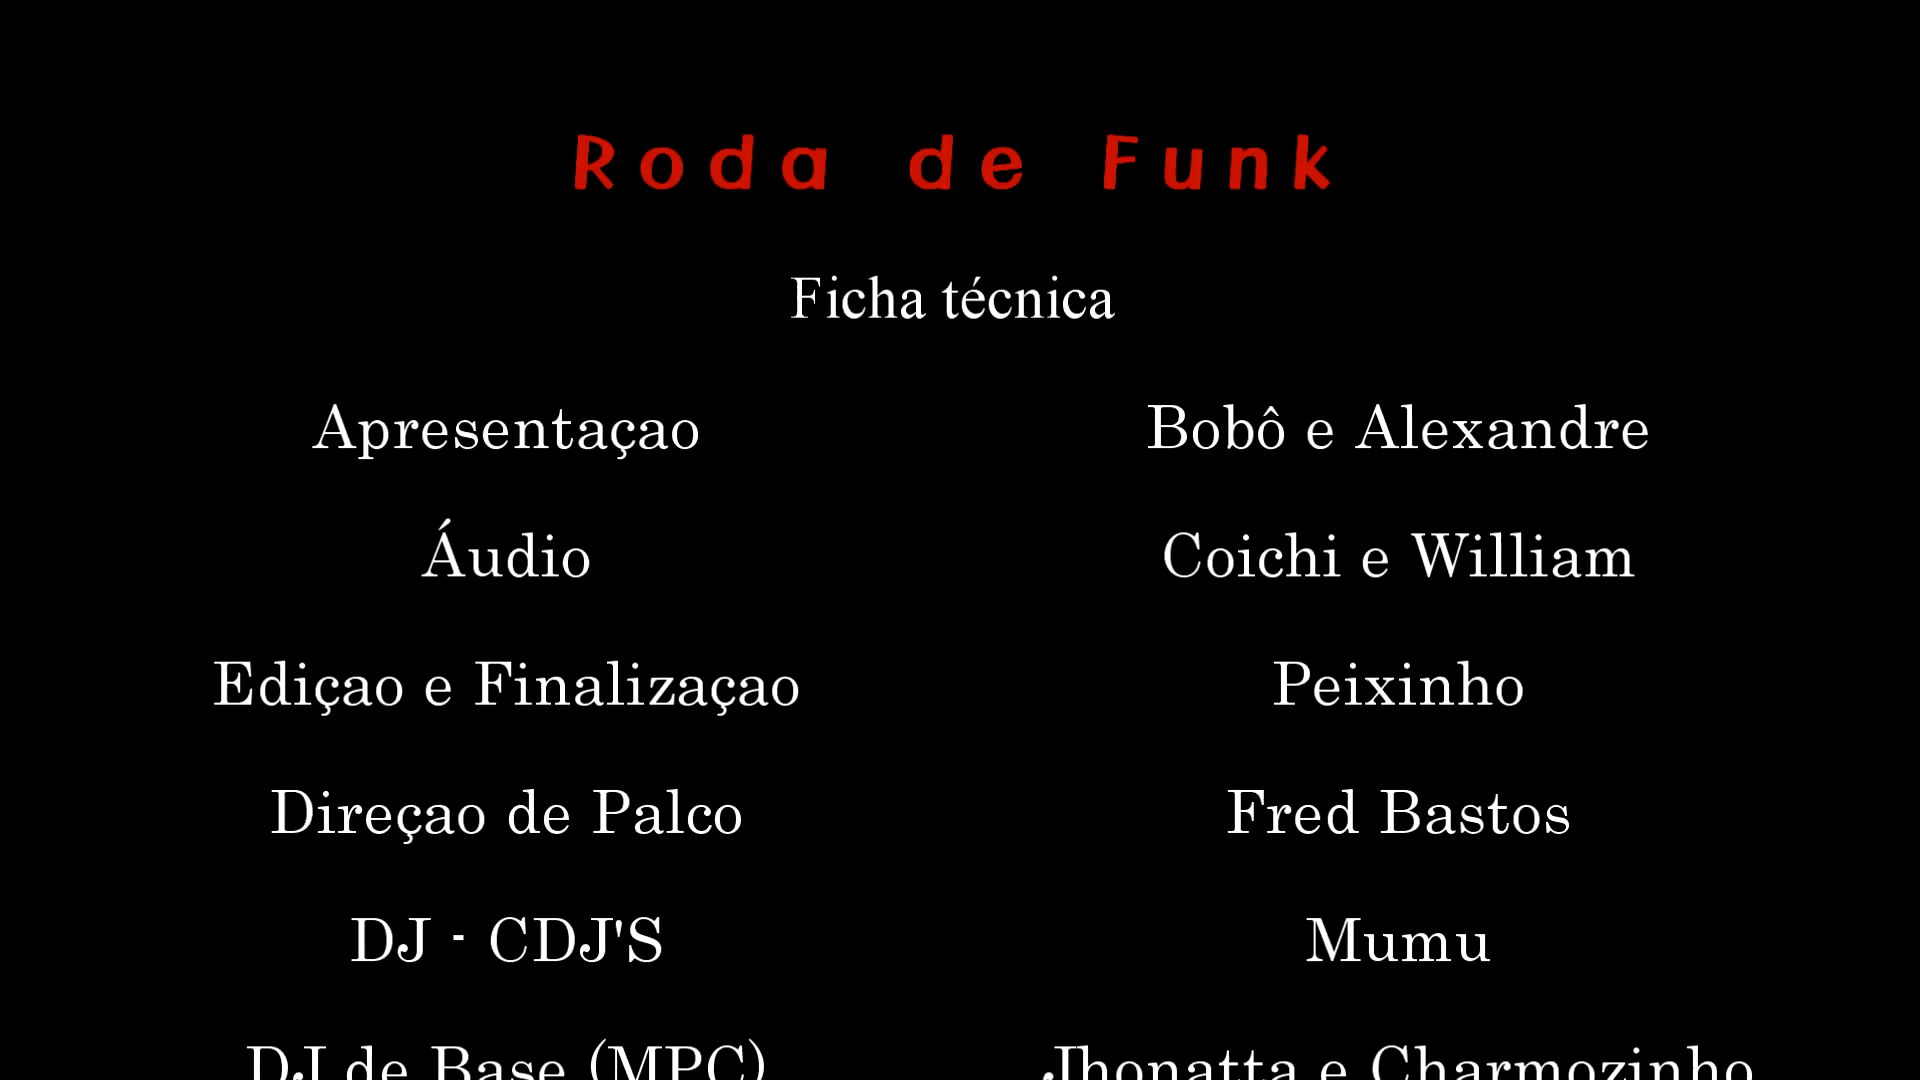 Roda de Funk
Ficha técnica
Apresentaçao Bobô e Alexandre
Áudio Coichi e William
Ediçao e Finalizaçao Peixinho
Direçao de Palco Fred Bastos
DJ - CDJ'S Mumu
DJ de Base (MPC) Jhonatta e Charmozinho